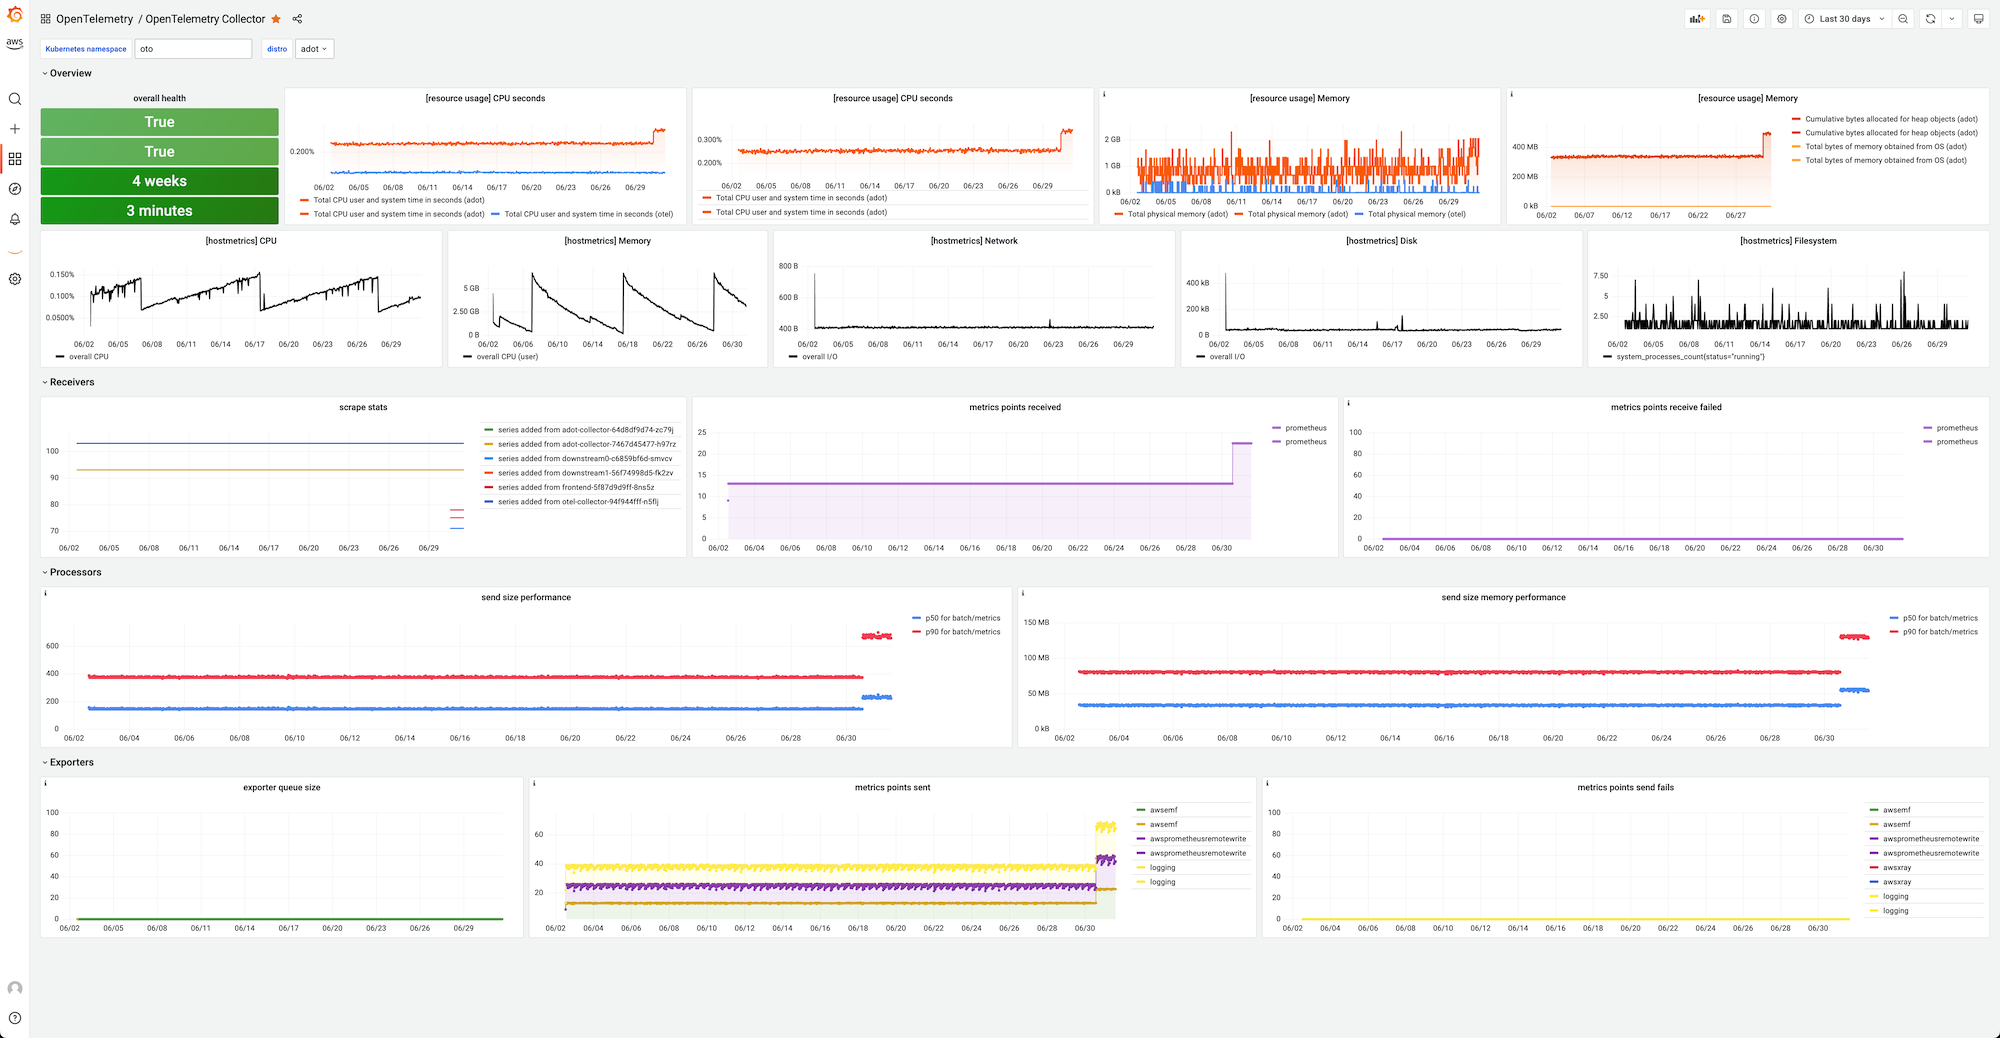 OpenTelemetry / OpenTelemetry Collector
Last 30 days
aws
Kubernetes namespace oto distro adot
Overview
overall health
True
True
4 weeks
3 minutes
[resource usage] CPU seconds
0.200%
06/02 06/05 06/08 06/11 06/14 06/17 06/20 06/23 06/26 06/29
Total CPU user and system time in seconds (adot)
Total CPU user and system time in seconds (adot) Total CPU user and system time in seconds (otel)
[resource usage] CPU seconds
0.300%
0.200%
06/02 06/05 06/08 06/11 06/14 06/17 06/20 06/23 06/26 06/29
Total CPU user and system time in seconds (adot)
Total CPU user and system time in seconds (adot)
[resource usage] Memory
2 GB
1 GB
0 kB
06/02 06/05 06/08 06/11 06/14 06/17 06/20 06/23 06/26 06/29
Total physical memory (adot) Total physical memory (adot) Total physical memory (otel)
[resource usage] Memory
400 MB
200 MB
0 kB
06/02 06/07 06/12 06/17 06/22 06/27
Cumulative bytes allocated for heap objects (adot)
Cumulative bytes allocated for heap objects (adot)
Total bytes of memory obtained from OS (adot)
Total bytes of memory obtained from OS (adot)
[hostmetrics] CPU
0.150%
0.100%
0.0500%
06/02 06/05 06/08 06/11 06/14 06/17 06/20 06/23 06/26 06/29
overall CPU
[hostmetrics] Memory
5 GB
2.50 GB
0 B
06/02 06/06 06/10 06/14 06/18 06/22 06/26 06/30
overall CPU (user)
[hostmetrics] Network
800 B
600 B
400 B
06/02 06/05 06/08 06/11 06/14 06/17 06/20 06/23 06/26 06/29
overall I/O
[hostmetrics] Disk
400 kB
200 kB
0 B
06/02 06/05 06/08 06/11 06/14 06/17 06/20 06/23 06/26 06/29
overall I/O
[hostmetrics] Filesystem
7.50
5
2.50
06/02 06/05 06/08 06/11 06/14 06/17 06/20 06/23 06/26 06/29
system_processes_count{status="running"}
Receivers
scrape stats
100
90
80
70
06/02 06/05 06/08 06/11 06/14 06/17 06/20 06/23 06/26 06/29
series added from adot-collector-64d8df9d74-zc79j
series added from adot-collector-7467d45477-h97rz
series added from downstream0-c6859bf6d-smvcv
series added from downstream1-56f74998d5-fk2zv
series added from frontend-5f87d9d9ff-8ns5z
series added from otel-collector-94f944fff-n5flj
metrics points received
25
20
15
10
5
0
06/02 06/04 06/06 06/08 06/10 06/12 06/14 06/16 06/18 06/20 06/22 06/24 06/26 06/28 06/30
prometheus
prometheus
metrics points receive failed
100
80
60
40
20
0
06/02 06/04 06/06 06/08 06/10 06/12 06/14 06/16 06/18 06/20 06/22 06/24 06/26 06/28 06/30
prometheus
prometheus
Processors
send size performance
600
400
200
0
06/02 06/04 06/06 06/08 06/10 06/12 06/14 06/16 06/18 06/20 06/22 06/24 06/26 06/28 06/30
p50 for batch/metrics
p90 for batch/metrics
send size memory performance
150 MB
100 MB
50 MB
0 kB
06/02 06/04 06/06 06/08 06/10 06/12 06/14 06/16 06/18 06/20 06/22 06/24 06/26 06/28 06/30
p50 for batch/metrics
p90 for batch/metrics
Exporters
exporter queue size
100
80
60
40
20
0
06/02 06/05 06/08 06/11 06/14 06/17 06/20 06/23 06/26 06/29
metrics points sent
60
40
20
06/02 06/04 06/06 06/08 06/10 06/12 06/14 06/16 06/18 06/20 06/22 06/24 06/26 06/28 06/30
awsemf
awsemf
awsprometheusremotewrite
awsprometheusremotewrite
logging
logging
metrics points send fails
100
80
60
40
20
0
06/02 06/04 06/06 06/08 06/10 06/12 06/14 06/16 06/18 06/20 06/22 06/24 06/26 06/28 06/30
awsemf
awsemf
awsprometheusremotewrite
awsprometheusremotewrite
awsxray
awsxray
logging
logging